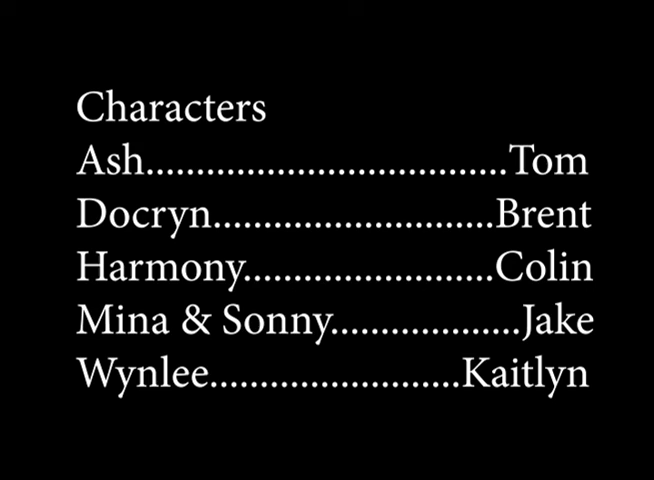 Characters
Ash....................................Tom
Docryn............................Brent
Harmony.........................Colin
Mina & Sonny...................Jake
Wynlee.........................Kaitlyn